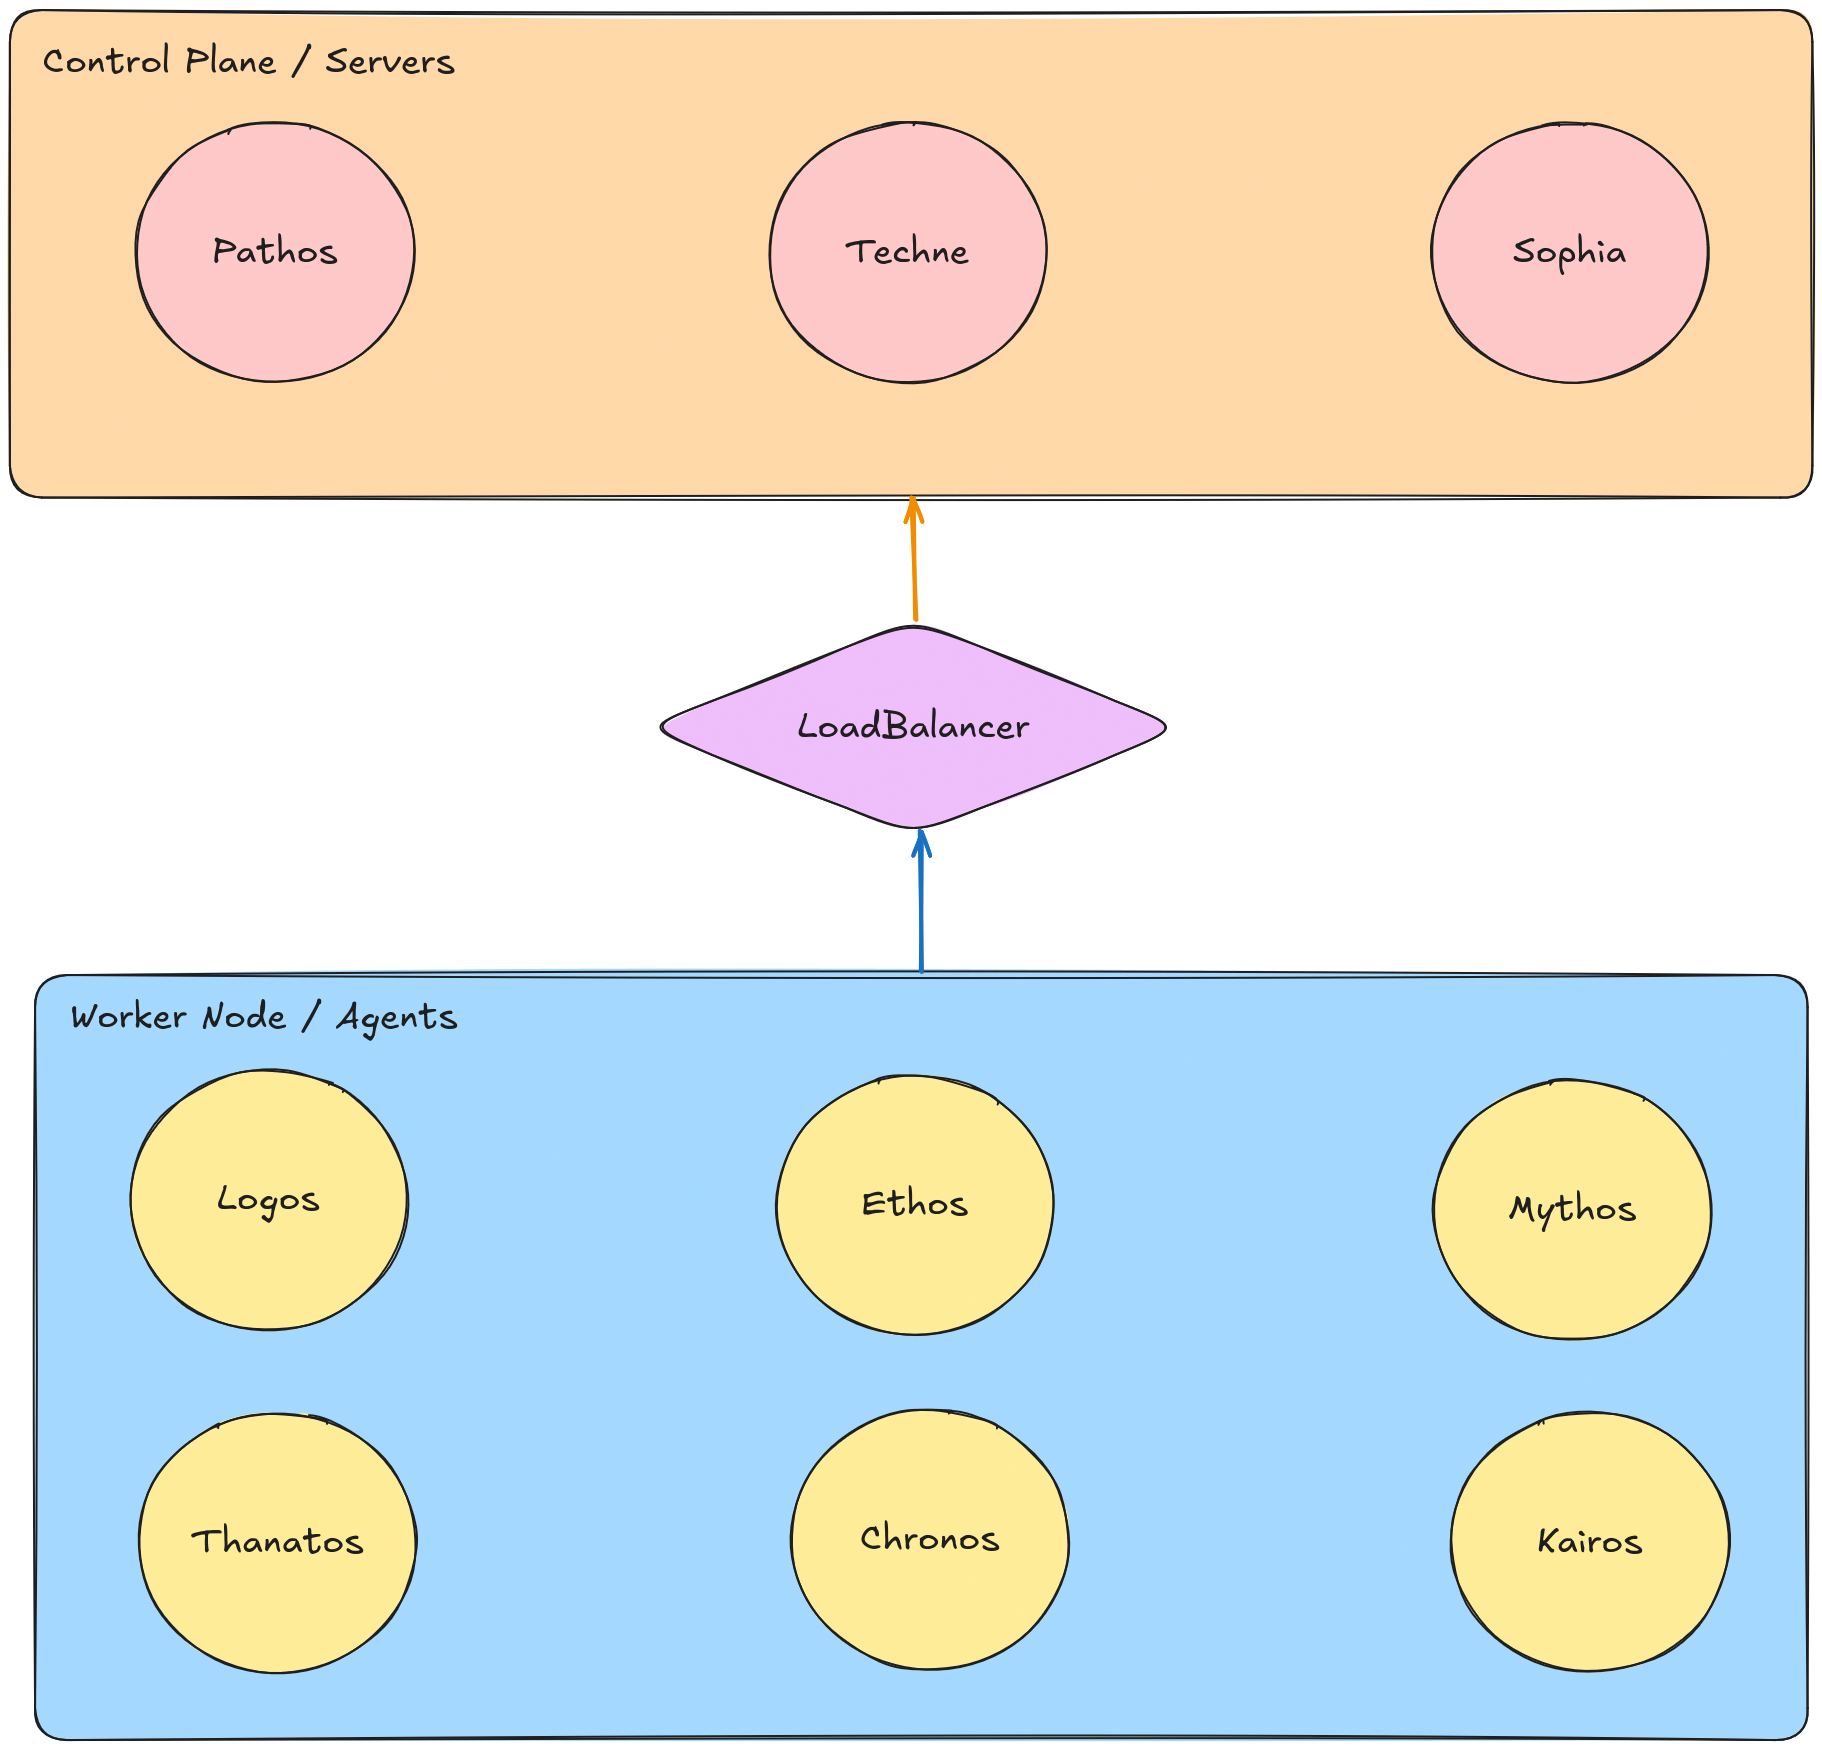 Control Plane / Servers
Pathos
Techne
Sophia
LoadBalancer
Worker Node / Agents
Logos
Ethos
Mythos
Thanatos
Chronos
Kairos